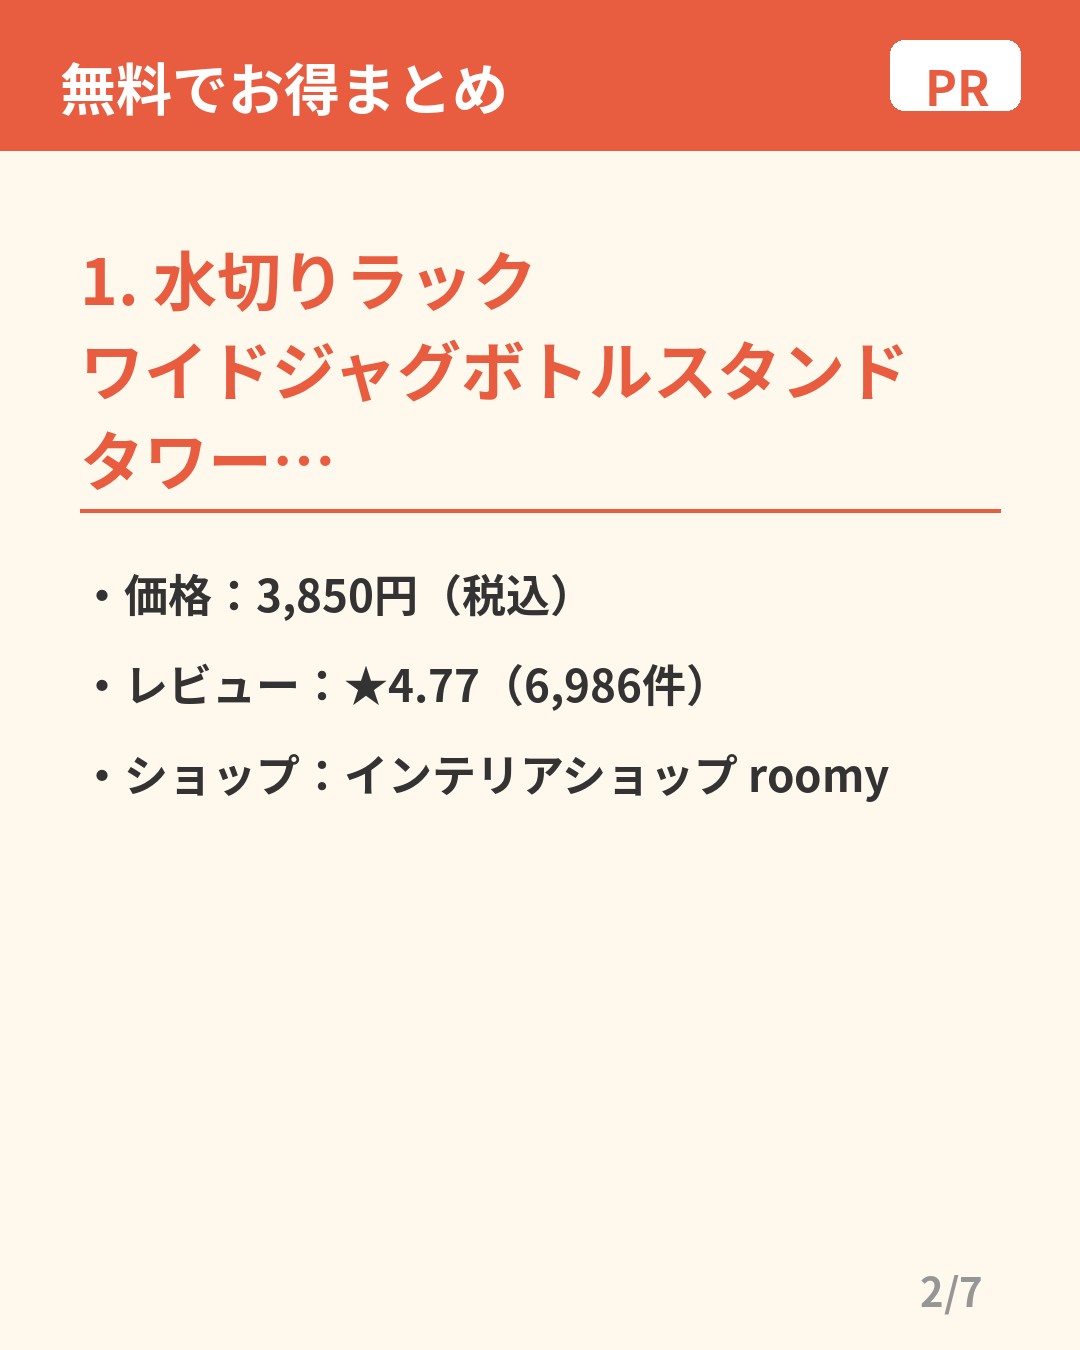 無料でお得まとめ
PR
1. 水切りラック
ワイドジャグボトルスタンド
タワー…
・価格：3,850円（税込）
・レビュー：★4.77（6,986件）
・ショップ：インテリアショップ roomy
2/7